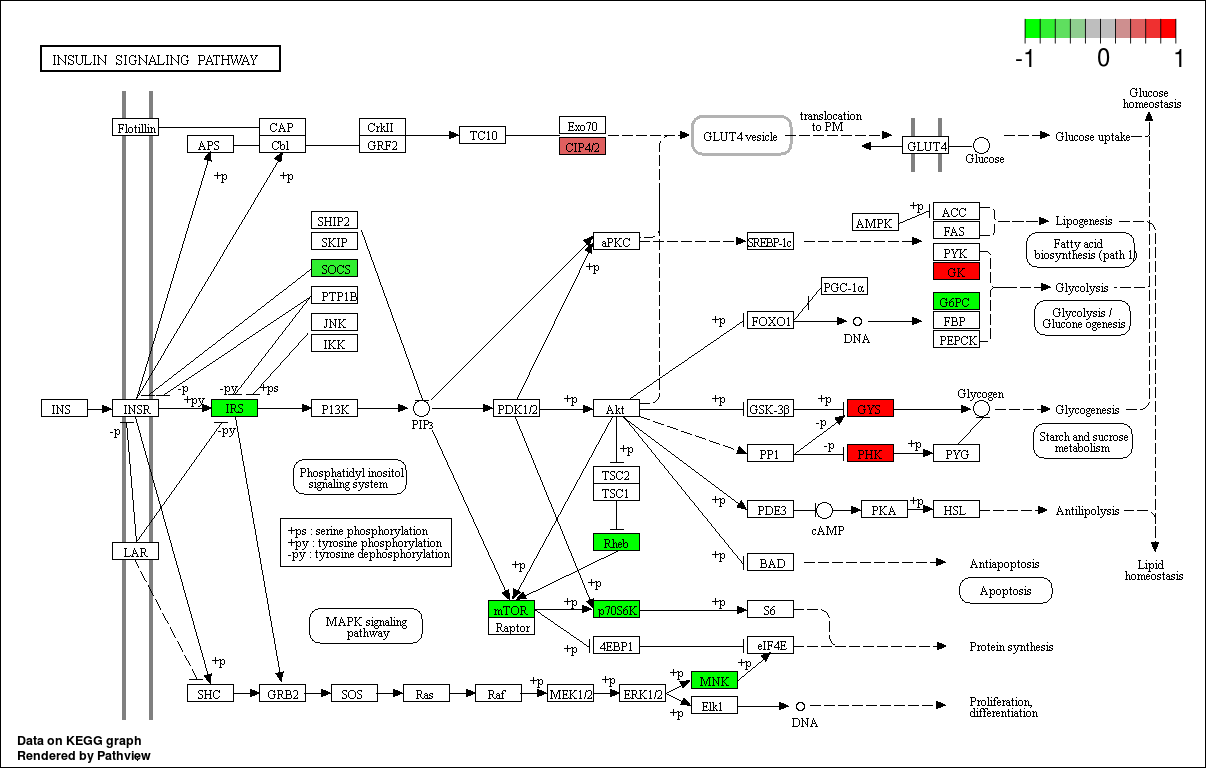 -1 0 1
INSULIN SIGNALING PATHWAY
Glucose
homeostasis
Flotillin
CAP
Cbl
APS
CrkII
GRF2
TC10
Exo70
CIP4/2
GLUT4 vesicle
translocation
to PM
GLUT4
Glucose
Glucose uptake
+p
+p
SHIP2
SKIP
SOCS
PTP1B
JNK
IKK
aPKC
+p
SREBP-1c
AMPK
+p
ACC
FAS
PYK
GK
G6PC
FBP
PEPCK
Lipogenesis
Fatty acid
biosynthesis (path 1)
Glycolysis
Glycolysis /
Glucone ogenesis
PGC-1α
+p
FOXO1
DNA
-p
+py
-py
+ps
INS
INSR
IRS
P13K
PIP3
PDK1/2
+p
Akt
+p
GSK-3β
+p
GYS
Glycogen
Glycogenesis
-p
-py
-p
-p
PP1
PHK
+p
PYG
Starch and sucrose
metabolism
Phosphatidyl inositol
signaling system
+p
TSC2
TSC1
+p
PDE3
cAMP
PKA
+p
HSL
Antilipolysis
+ps : serine phosphorylation
+py : tyrosine phosphorylation
-py : tyrosine dephosphorylation
LAR
Rheb
+p
+p
+p
BAD
Antiapoptosis
Apoptosis
Lipid
homeostasis
MAPK signaling
pathway
mTOR
Raptor
+p
+p
p70S6K
+p
S6
4EBP1
eIF4E
Protein synthesis
+p
SHC
GRB2
SOS
Ras
Raf
+p
MEK1/2
+p
ERK1/2
+p
+p
MNK
+p
Elk1
DNA
Proliferation,
differentiation
Data on KEGG graph
Rendered by Pathview